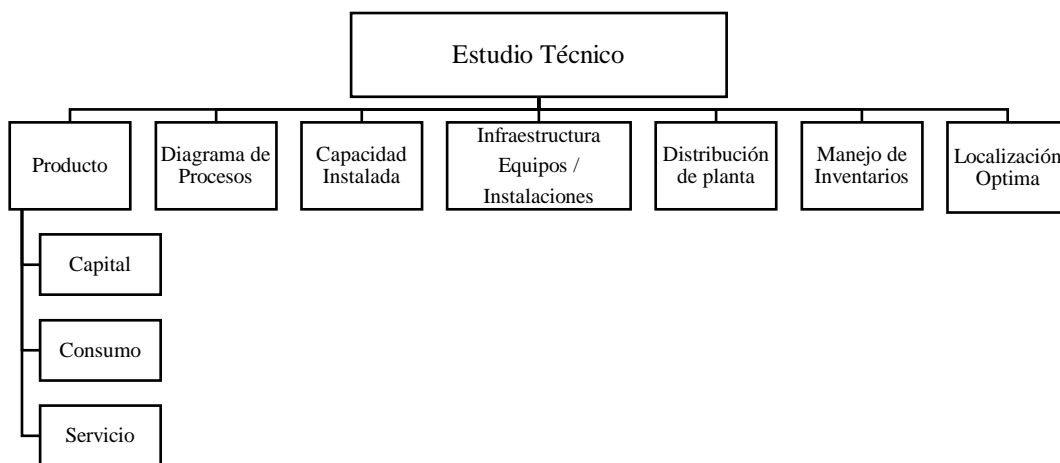 Estudio Técnico
Producto
Diagrama de
Procesos
Capacidad
Instalada
Infraestructura
Equipos /
Instalaciones
Distribución
de planta
Manejo de
Inventarios
Localización
Optima
Capital
Consumo
Servicio